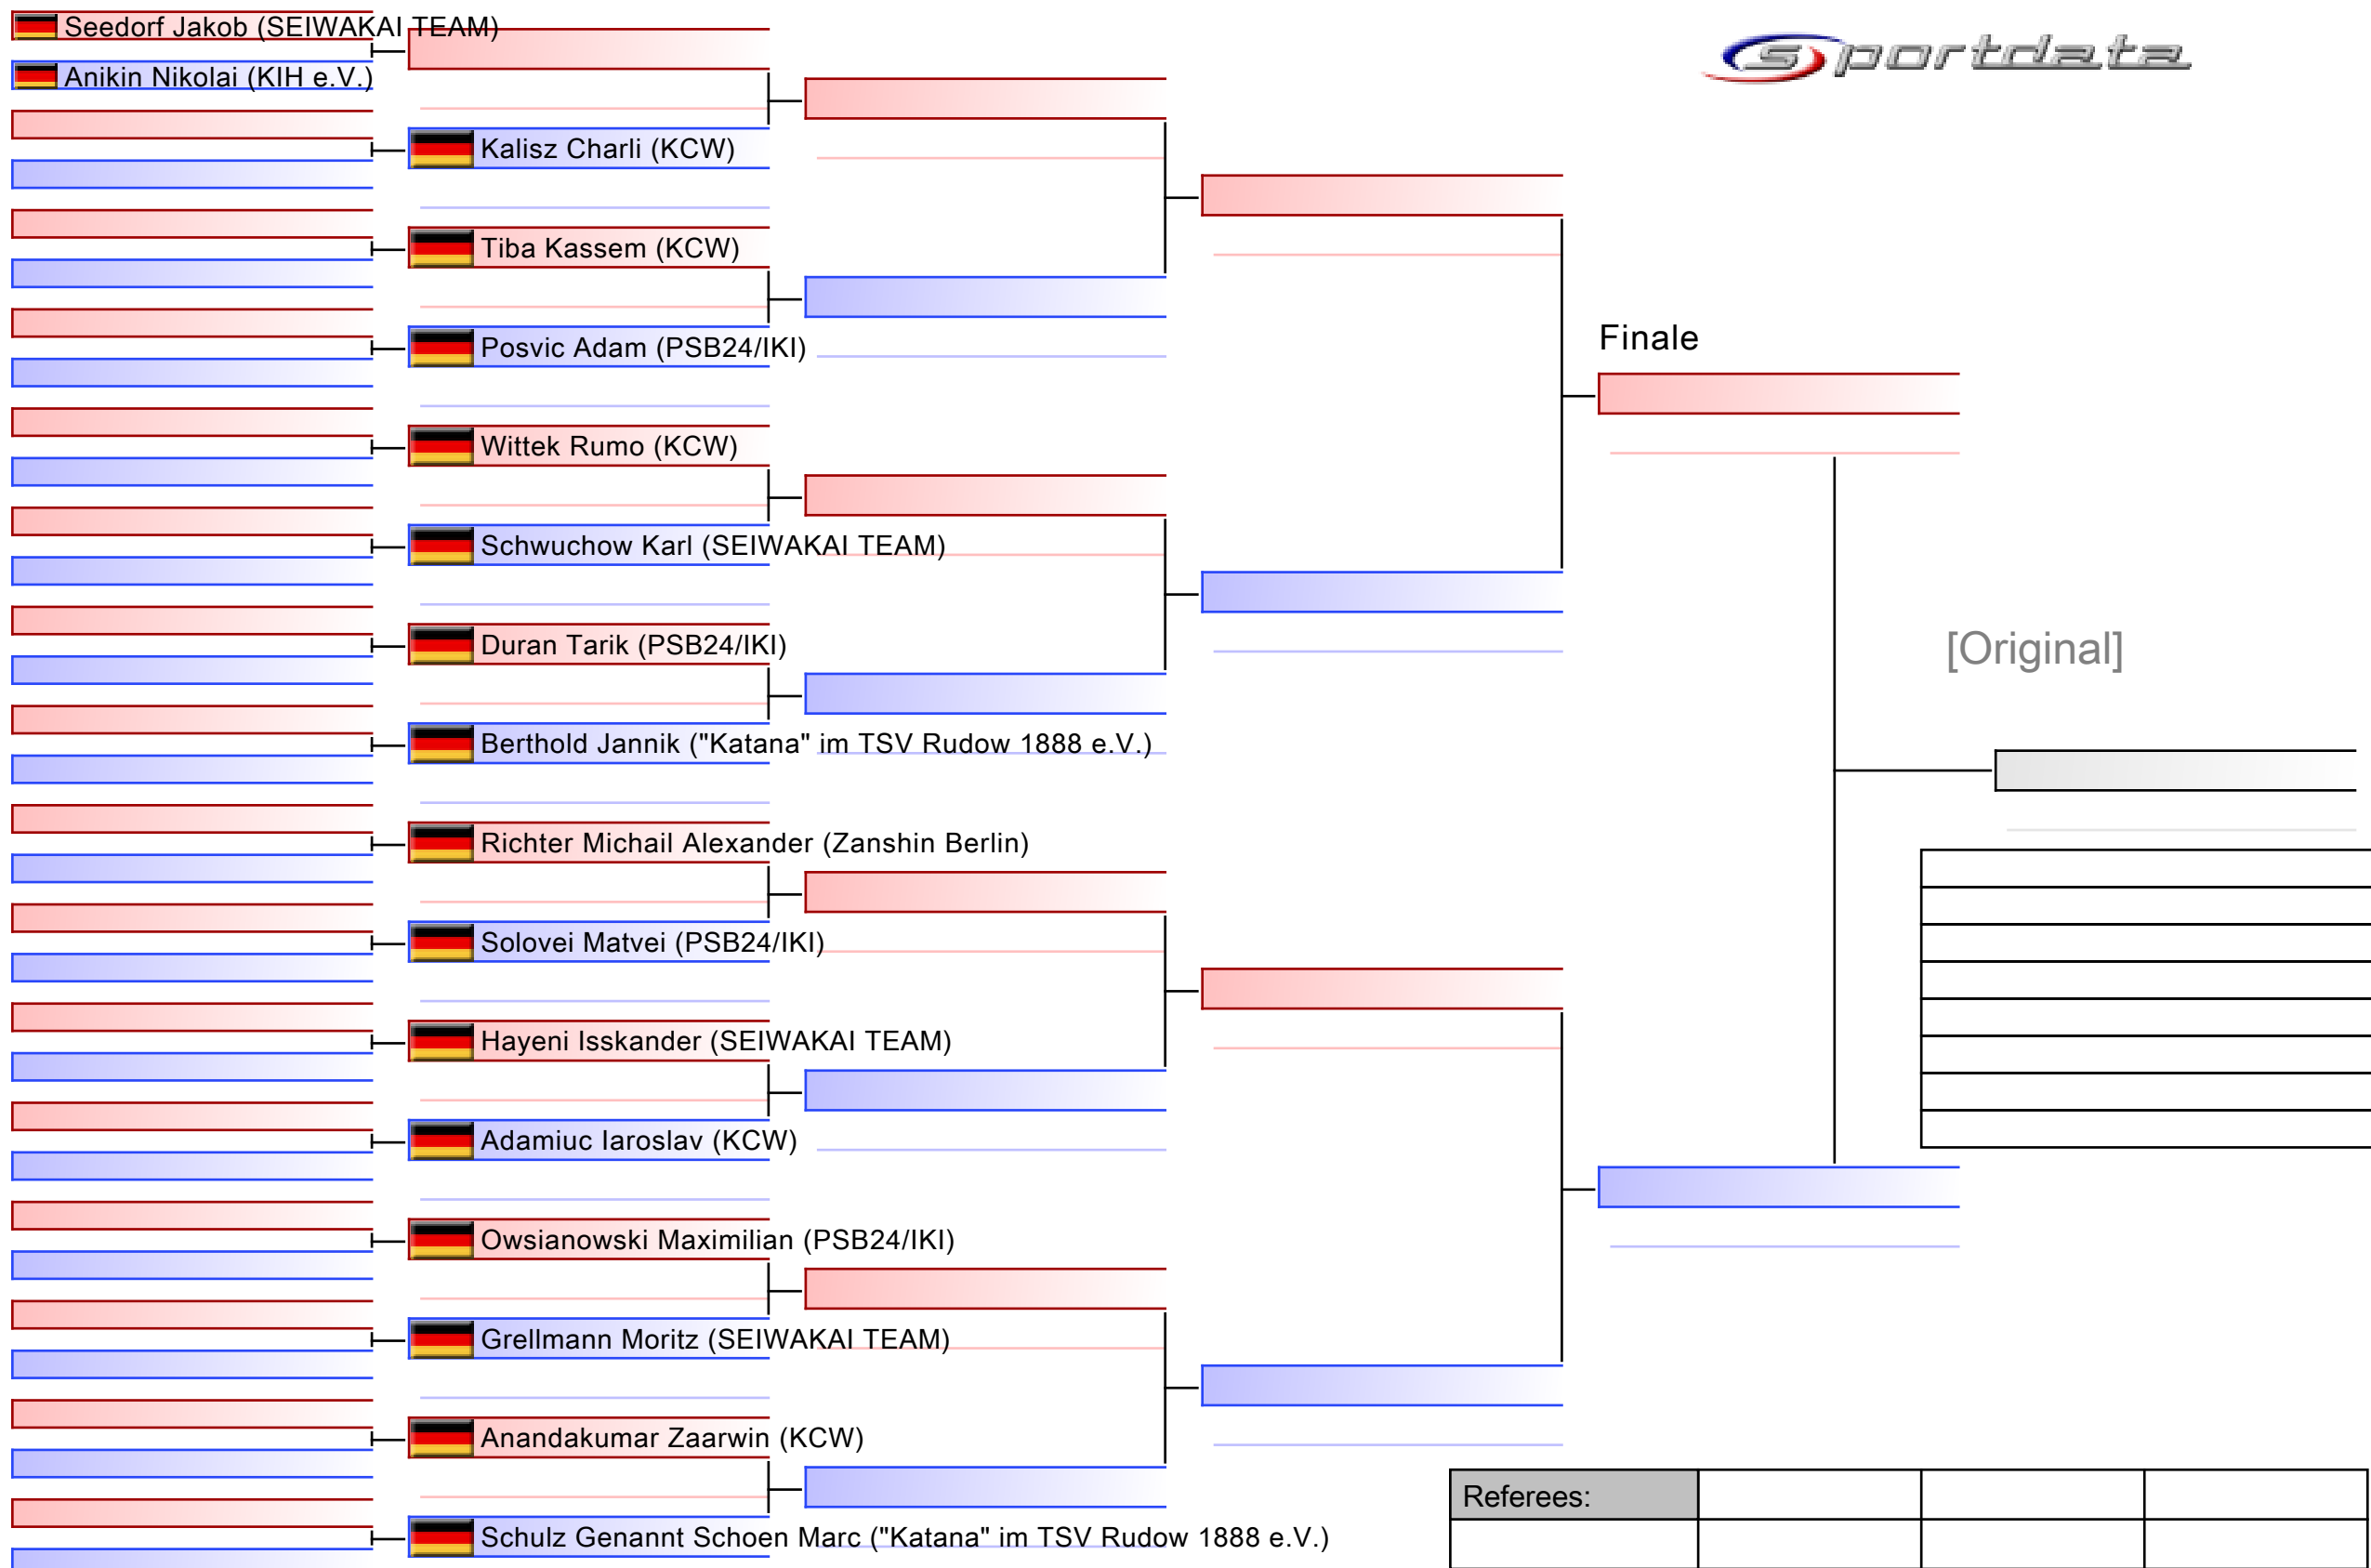 Seedorf Jakob (SEIWAKAI TEAM)
Anikin Nikolai (KIH e.V.)
sportdata
Kalisz Charli (KCW)
Tiba Kassem (KCW)
Posvic Adam (PSB24/IKI)
Finale
Wittek Rumo (KCW)
Schwuchow Karl (SEIWAKAI TEAM)
Duran Tarik (PSB24/IKI)
[Original]
Berthold Jannik ("Katana" im TSV Rudow 1888 e.V.)
Richter Michail Alexander (Zanshin Berlin)
Solovei Matvei (PSB24/IKI)
Hayeni Isskander (SEIWAKAI TEAM)
Adamiuc Iaroslav (KCW)
Owsianowski Maximilian (PSB24/IKI)
Grellmann Moritz (SEIWAKAI TEAM)
Anandakumar Zaarwin (KCW)
Referees:
Schulz Genannt Schoen Marc ("Katana" im TSV Rudow 1888 e.V.)